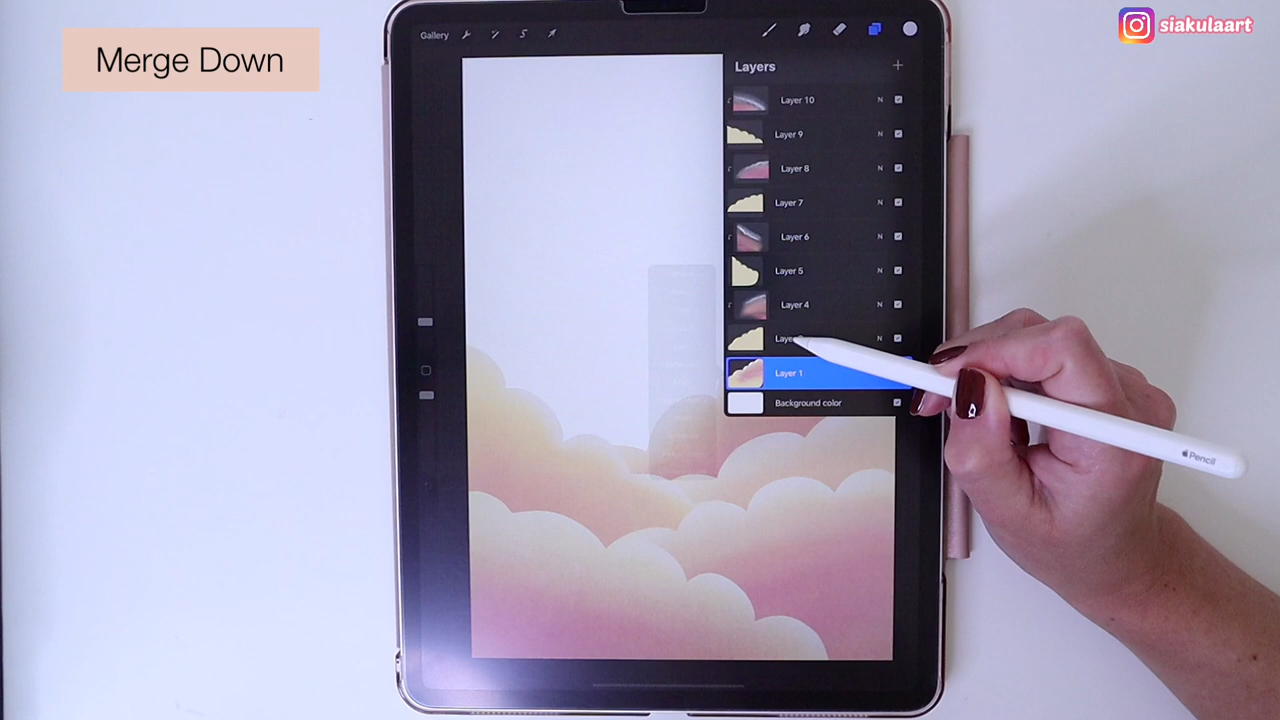 Merge Down
siakulaart
Gallery
Layers
Layer 10 N
Layer 9 N
Layer 8 N
Layer 7 N
Layer 6 N
Layer 5 N
Layer 4 N
N
Layer 1
Background color
Pencil